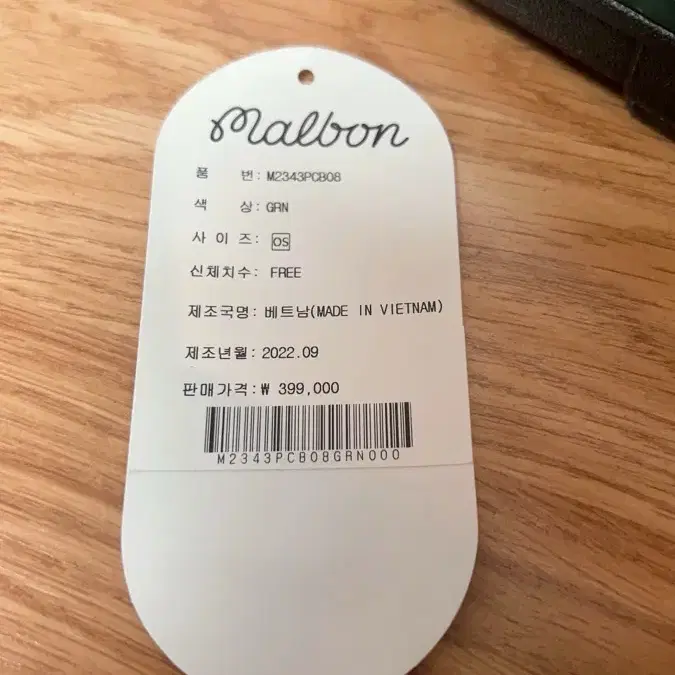 malbon
품 번: M2343PCB08
색 상: GRN
사 이 즈: OS
신체치수: FREE
제조국명: 베트남(MADE IN VIETNAM)
제조년월: 2022.09
판매가격: ₩ 399,000
M2343PCB08GRN000